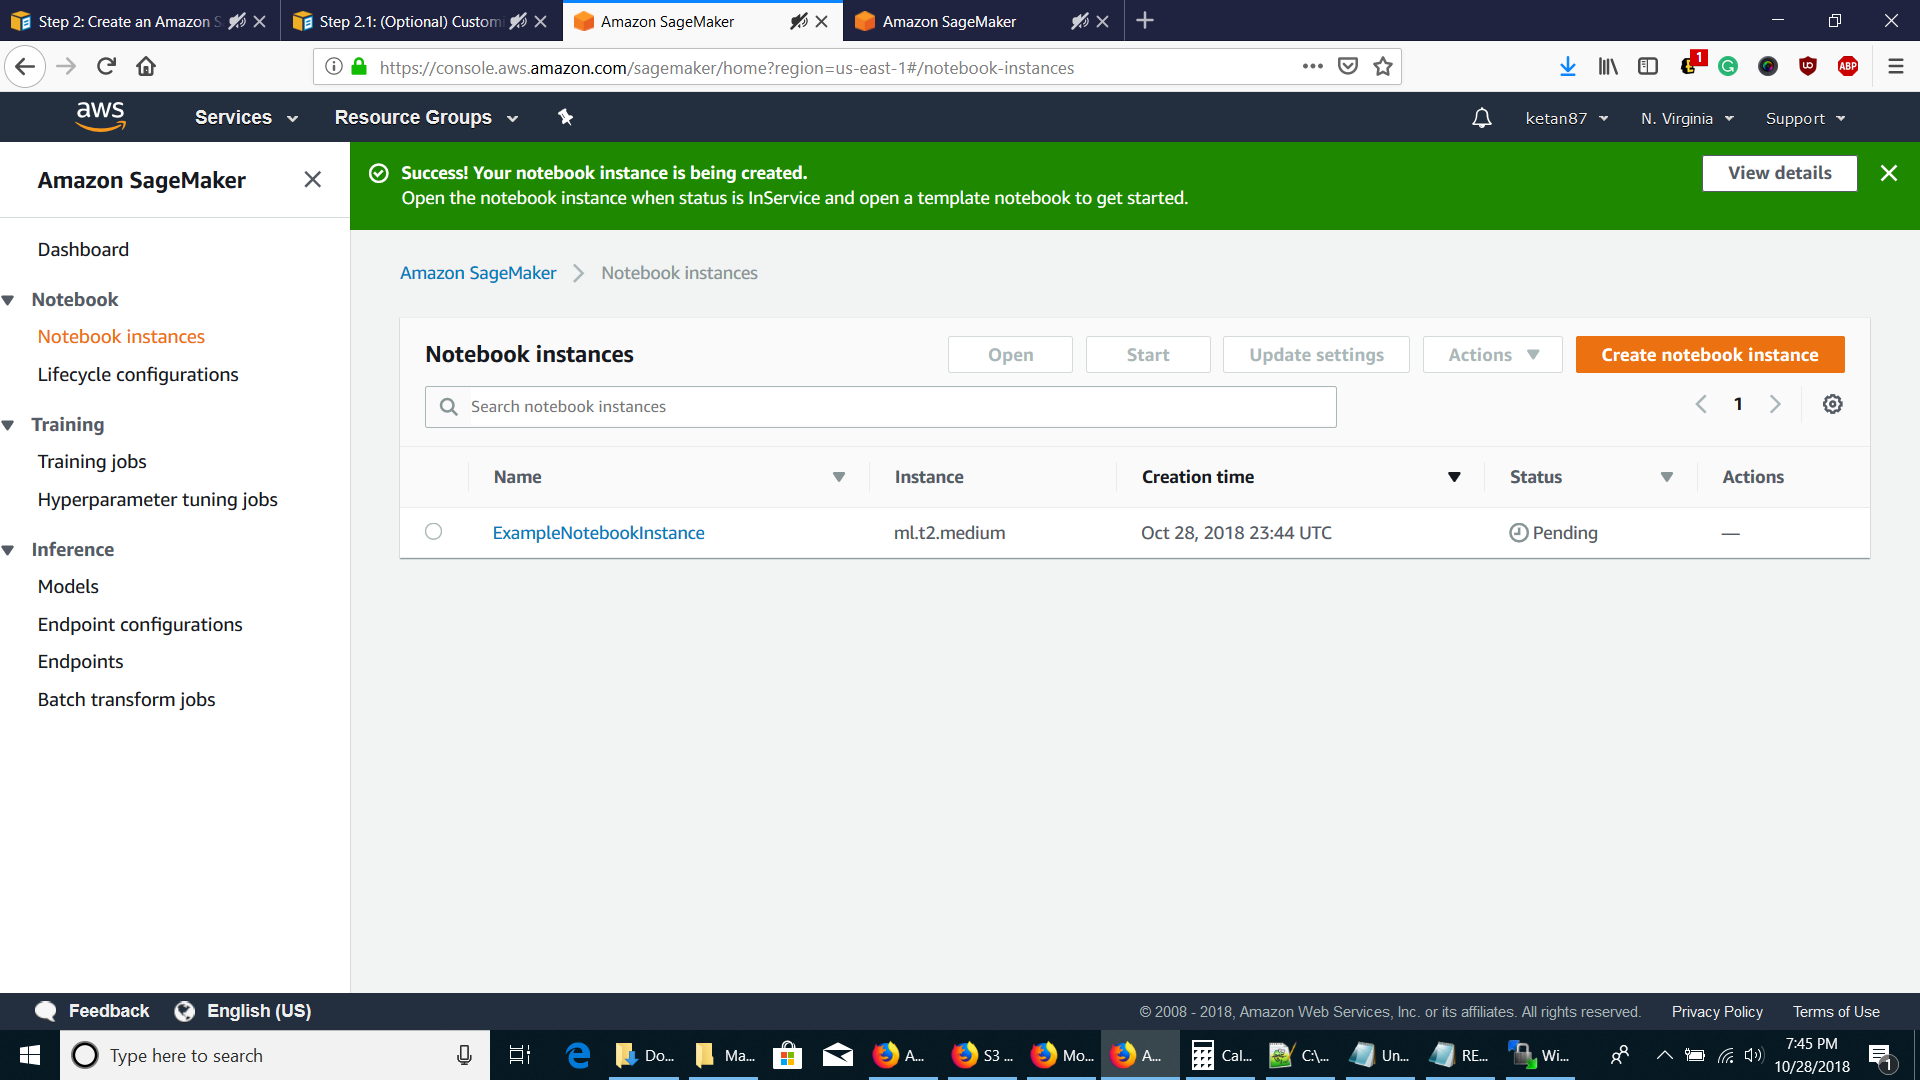 Step 2: Create an Amazon S
Step 2.1: (Optional) Customi
Amazon SageMaker
Amazon SageMaker
https://console.aws.amazon.com/sagemaker/home?region=us-east-1#/notebook-instances
1
ABP
aws
Services
Resource Groups
ketan87
N. Virginia
Support
Amazon SageMaker
Success! Your notebook instance is being created.
Open the notebook instance when status is InService and open a template notebook to get started.
View details
Dashboard
Notebook
Notebook instances
Lifecycle configurations
Training
Training jobs
Hyperparameter tuning jobs
Inference
Models
Endpoint configurations
Endpoints
Batch transform jobs
Amazon SageMaker
Notebook instances
Notebook instances
Open
Start
Update settings
Actions
Create notebook instance
Search notebook instances
1
Name
Instance
Creation time
Status
Actions
ExampleNotebookInstance
ml.t2.medium
Oct 28, 2018 23:44 UTC
Pending
—
Feedback
English (US)
© 2008 - 2018, Amazon Web Services, Inc. or its affiliates. All rights reserved.
Privacy Policy
Terms of Use
Type here to search
Do...
Ma...
A...
S3 ...
Mo...
A...
Cal...
C:\...
Un...
RE...
Wi...
7:45 PM
10/28/2018
1